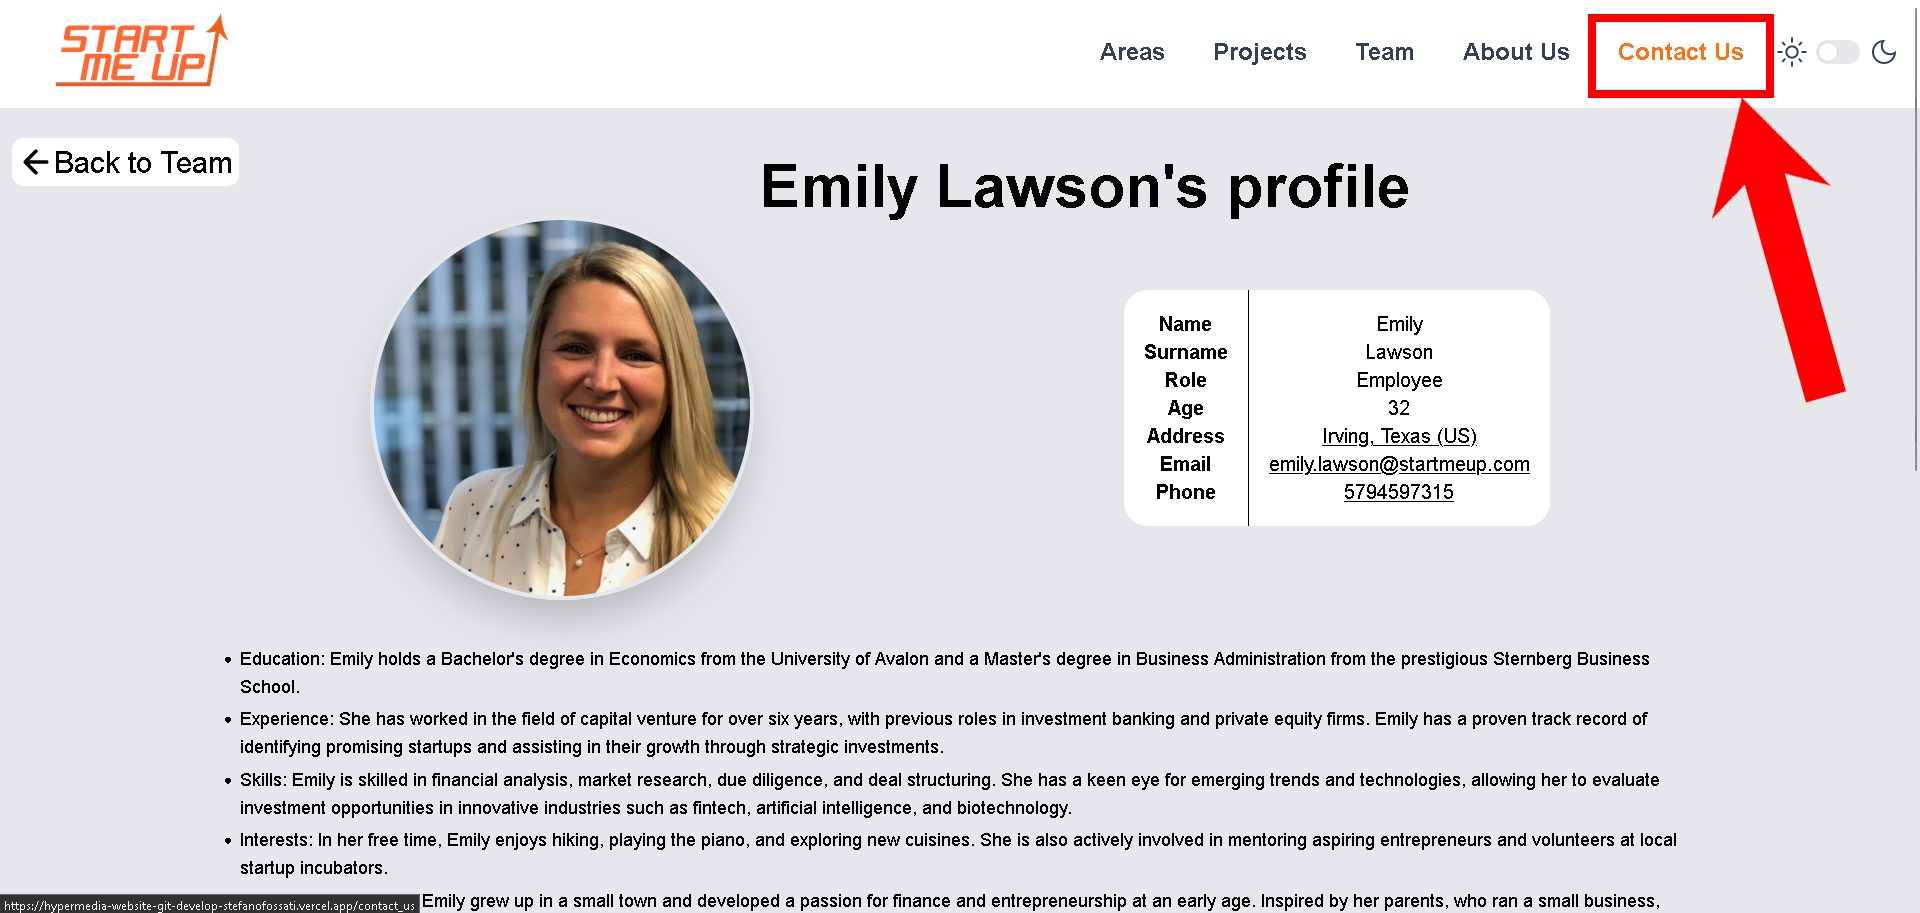 START
ME UP
Areas Projects Team About Us Contact Us
Back to Team
Emily Lawson's profile
Name Emily
Surname Lawson
Role Employee
Age 32
Address Irving, Texas (US)
Email emily.lawson@startmeup.com
Phone 5794597315
• Education: Emily holds a Bachelor's degree in Economics from the University of Avalon and a Master's degree in Business Administration from the prestigious Sternberg Business
School.
• Experience: She has worked in the field of capital venture for over six years, with previous roles in investment banking and private equity firms. Emily has a proven track record of
identifying promising startups and assisting in their growth through strategic investments.
• Skills: Emily is skilled in financial analysis, market research, due diligence, and deal structuring. She has a keen eye for emerging trends and technologies, allowing her to evaluate
investment opportunities in innovative industries such as fintech, artificial intelligence, and biotechnology.
• Interests: In her free time, Emily enjoys hiking, playing the piano, and exploring new cuisines. She is also actively involved in mentoring aspiring entrepreneurs and volunteers at local
startup incubators.
Emily grew up in a small town and developed a passion for finance and entrepreneurship at an early age. Inspired by her parents, who ran a small business,
https://hypermedia-website-git-develop-stefanofossati.vercel.app/contact_us